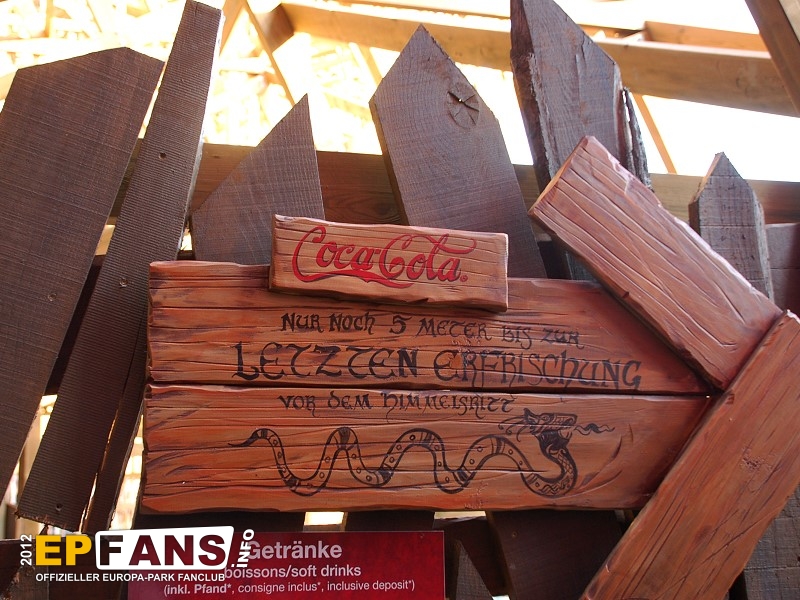 Coca-Cola
NUR NOCH 5 METER BIS ZUR
LETZTEN ERFRISCHUNG
VOR DEM HIMMELSRITT
Getränke
boissons/soft drinks
(inkl. Pfand*, consigne inclus*, inclusive deposit*)
2012 EPFANS.INFO
OFFIZIELLER EUROPA-PARK FANCLUB